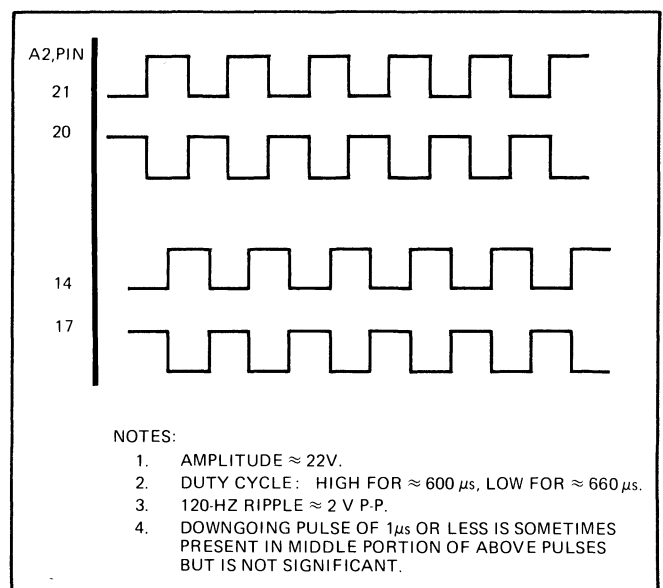 A2,PIN
21
20
14
17
NOTES:
1. AMPLITUDE ≈ 22V.
2. DUTY CYCLE: HIGH FOR ≈ 600 μs, LOW FOR ≈ 660 μs.
3. 120-HZ RIPPLE ≈ 2 V P-P.
4. DOWNGOING PULSE OF 1μs OR LESS IS SOMETIMES
PRESENT IN MIDDLE PORTION OF ABOVE PULSES
BUT IS NOT SIGNIFICANT.